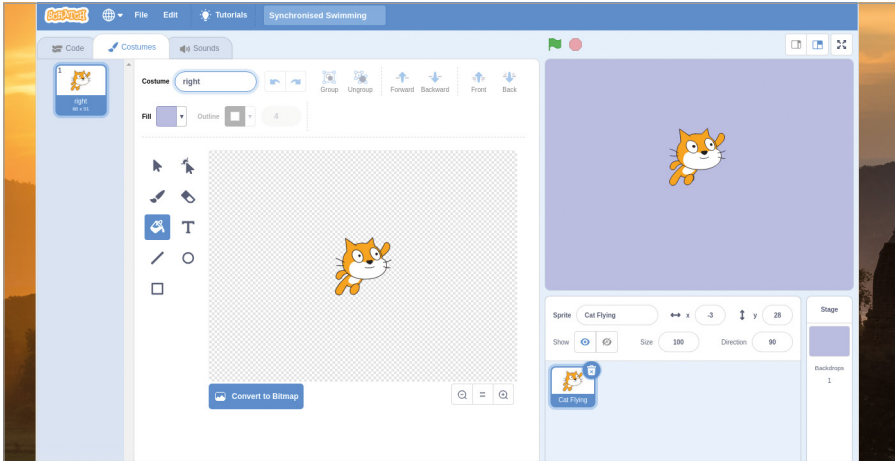 SCRATCH File Edit Tutorials Synchronised Swimming
Code Costumes Sounds
1
right
Costume right Group Ungroup Forward Backward Front Back
Fill Outline 4
T
Convert to Bitmap
Sprite Cat Flying x -3 y 28
Show Size 100 Direction 90
Cat Flying
Stage
Backdrops
1